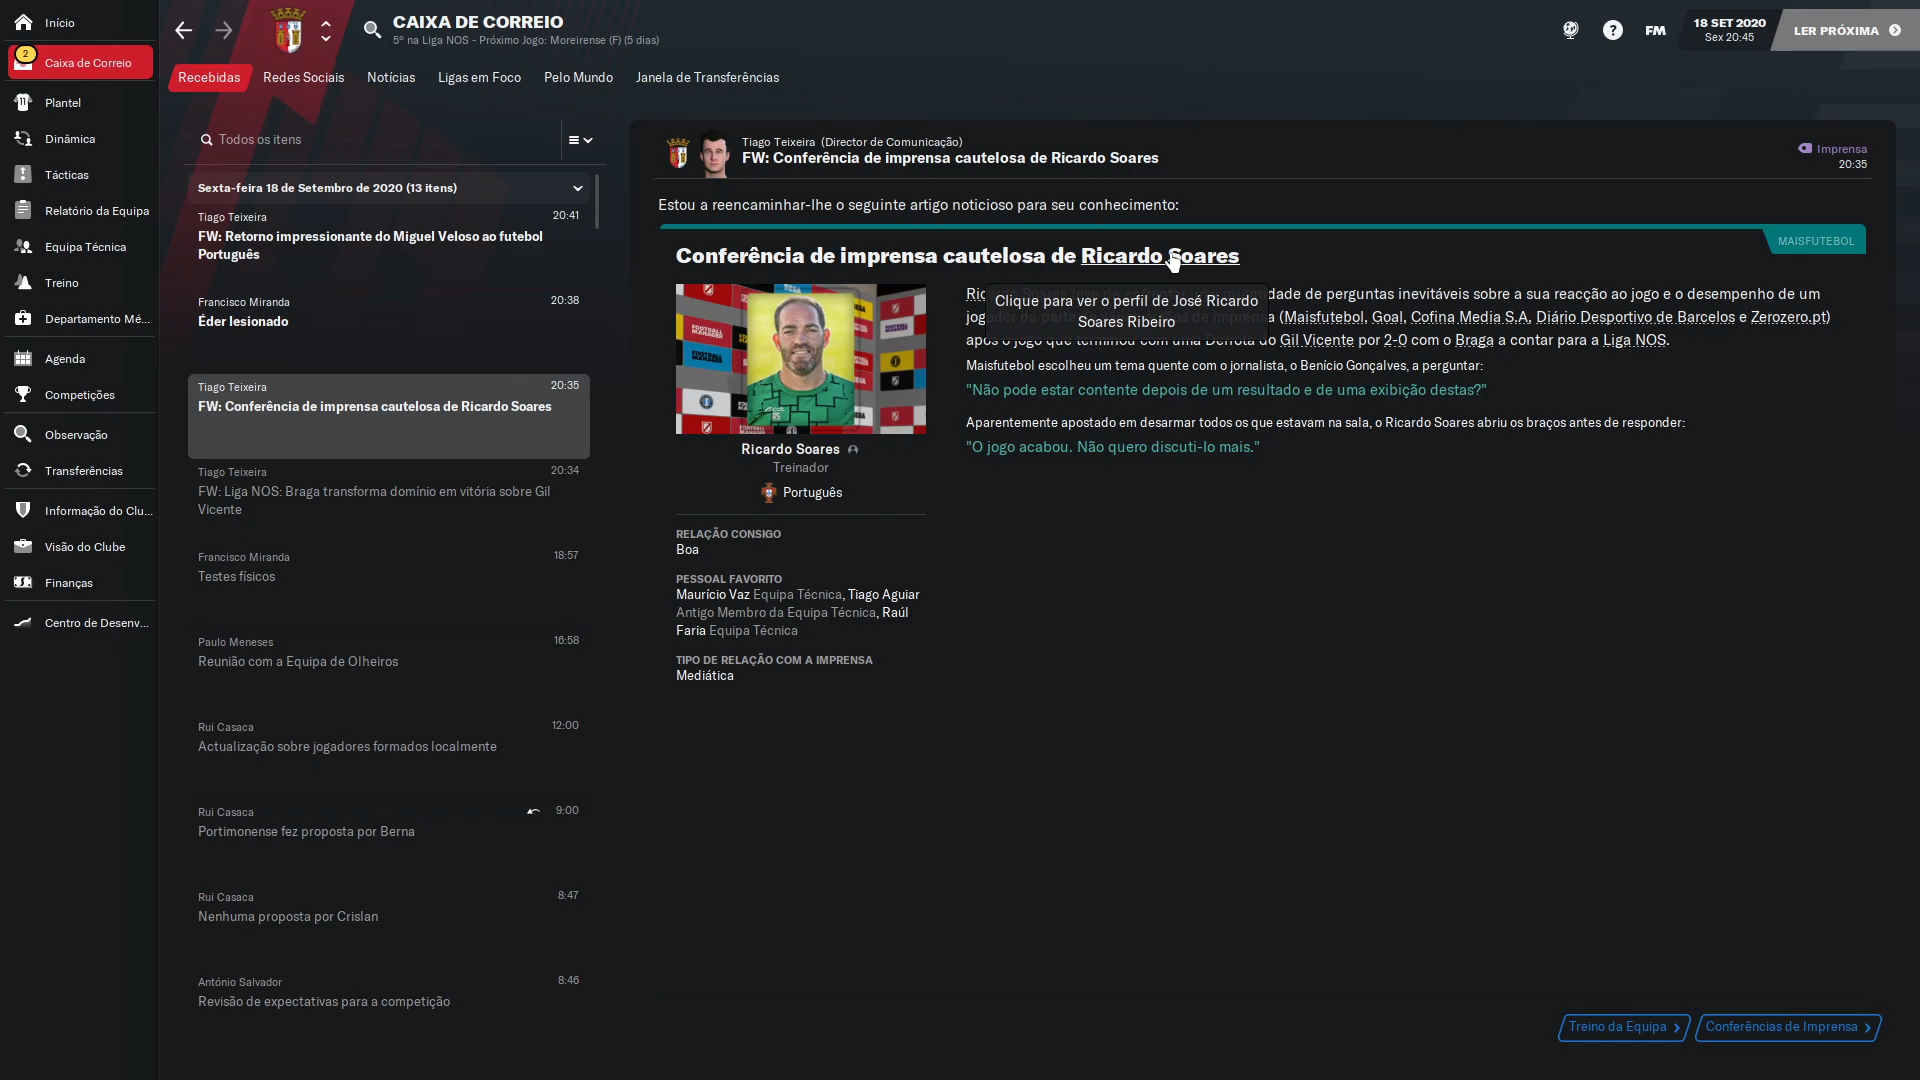 Início
2
Caixa de Correio
Plantel
Dinâmica
Tácticas
Relatório da Equipa
Equipa Técnica
Treino
Departamento Mé...
Agenda
Competições
Observação
Transferências
Informação do Clu...
Visão do Clube
Finanças
Centro de Desenv...
CAIXA DE CORREIO
5º na Liga NOS - Próximo Jogo: Moreirense (F) (5 dias)
FM
18 SET 2020
Sex 20:45
LER PRÓXIMA
Recebidas
Redes Sociais
Notícias
Ligas em Foco
Pelo Mundo
Janela de Transferências
Todos os itens
Sexta-feira 18 de Setembro de 2020 (13 itens)
Tiago Teixeira 20:41
FW: Retorno impressionante do Miguel Veloso ao futebol
Português
Francisco Miranda 20:38
Éder lesionado
Tiago Teixeira 20:35
FW: Conferência de imprensa cautelosa de Ricardo Soares
Tiago Teixeira 20:34
FW: Liga NOS: Braga transforma domínio em vitória sobre Gil
Vicente
Francisco Miranda 18:57
Testes físicos
Paulo Meneses 16:58
Reunião com a Equipa de Olheiros
Rui Casaca 12:00
Actualização sobre jogadores formados localmente
Rui Casaca 9:00
Portimonense fez proposta por Berna
Rui Casaca 8:47
Nenhuma proposta por Crislan
António Salvador 8:46
Revisão de expectativas para a competição
Tiago Teixeira (Director de Comunicação)
FW: Conferência de imprensa cautelosa de Ricardo Soares
Imprensa
20:35
Estou a reencaminhar-lhe o seguinte artigo noticioso para seu conhecimento:
MAISFUTEBOL
Conferência de imprensa cautelosa de Ricardo Soares
Clique para ver o perfil de José Ricardo
Soares Ribeiro
dade de perguntas inevitáveis sobre a sua reacção ao jogo e o desempenho de um
a (Maisfutebol, Goal, Cofina Media S.A, Diário Desportivo de Barcelos e Zerozero.pt)
após o jogo que terminou com uma Derrota do Gil Vicente por 2-0 com o Braga a contar para a Liga NOS.
Maisfutebol escolheu um tema quente com o jornalista, o Benício Gonçalves, a perguntar:
"Não pode estar contente depois de um resultado e de uma exibição destas?"
Aparentemente apostado em desarmar todos os que estavam na sala, o Ricardo Soares abriu os braços antes de responder:
"O jogo acabou. Não quero discuti-lo mais."
Ricardo Soares
Treinador
Português
RELAÇÃO CONSIGO
Boa
PESSOAL FAVORITO
Maurício Vaz Equipa Técnica, Tiago Aguiar
Antigo Membro da Equipa Técnica, Raúl
Faria Equipa Técnica
TIPO DE RELAÇÃO COM A IMPRENSA
Mediática
Treino da Equipa
Conferências de Imprensa